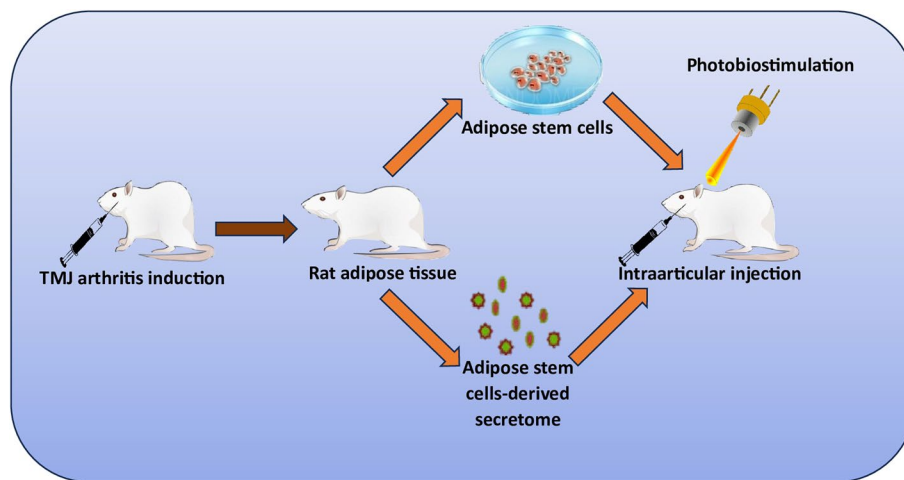 Photobiostimulation
Adipose stem cells
TMJ arthritis induction
Rat adipose tissue
Intraarticular injection
Adipose stem
cells-derived
secretome